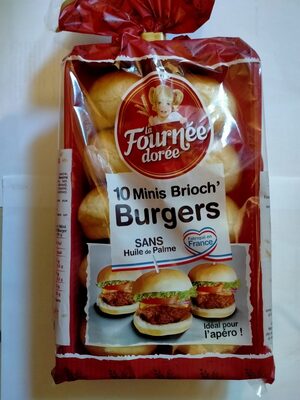 la
Fournée
dorée
10 Minis Brioch'
Burgers
SANS
Huile de Palme
Fabriqué en
France
Idéal pour
l'apéro !